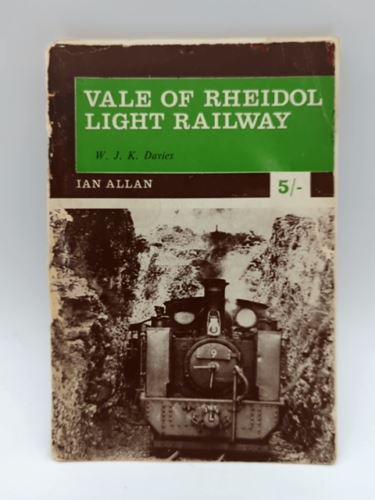 VALE OF RHEIDOL
LIGHT RAILWAY
W. J. K. Davies
IAN ALLAN
5/-
9